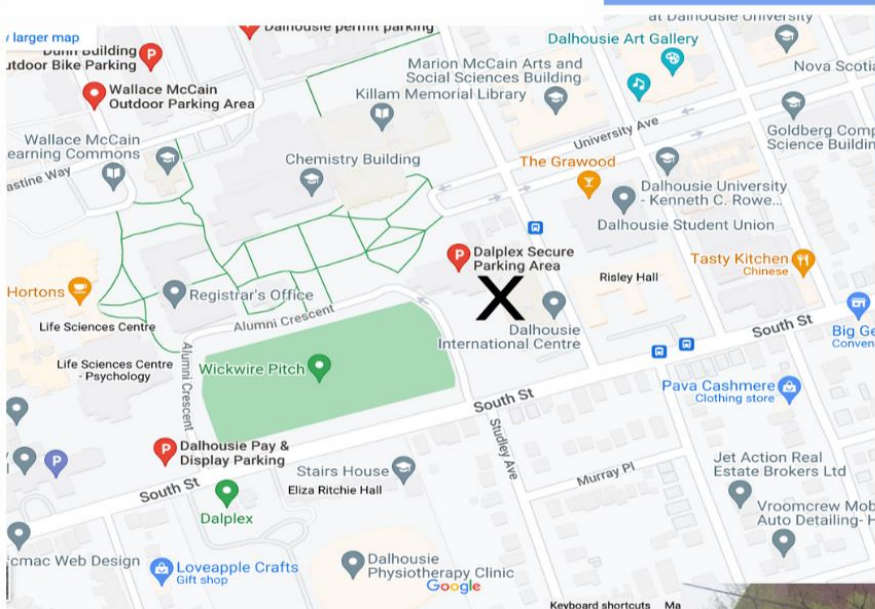 at Dalhousie University
Dalhousie permit parking
larger map
Dunn Building
utdoor Bike Parking
P
Dalhousie Art Gallery
Marion McCain Arts and
Social Sciences Building
Nova Scotia
Wallace McCain
Outdoor Parking Area
Killam Memorial Library
University Ave
Goldberg Comp
Science Buildin
Wallace McCain
earning Commons
Chemistry Building
The Grawood
astine Way
Dalhousie University
- Kenneth C. Rowe...
Dalhousie Student Union
P
Dalplex Secure
Parking Area
Tasty Kitchen
Chinese
Risley Hall
Hortons
Registrar's Office
X
Life Sciences Centre
Alumni Crescent
Dalhousie
International Centre
South St
Big Ge
Conven
Life Sciences Centre
- Psychology
Alumni Crescent
Wickwire Pitch
Pava Cashmere
Clothing store
South St
Studley Ave
P
Dalhousie Pay &
Display Parking
P
Stairs House
Eliza Ritchie Hall
Murray Pl
Jet Action Real
Estate Brokers Ltd
South St
Dalplex
Vroomcrew Mob
Auto Detailing- H
cmac Web Design
Loveapple Crafts
Gift shop
Dalhousie
Physiotherapy Clinic
Google
Keyboard shortcuts
Ma